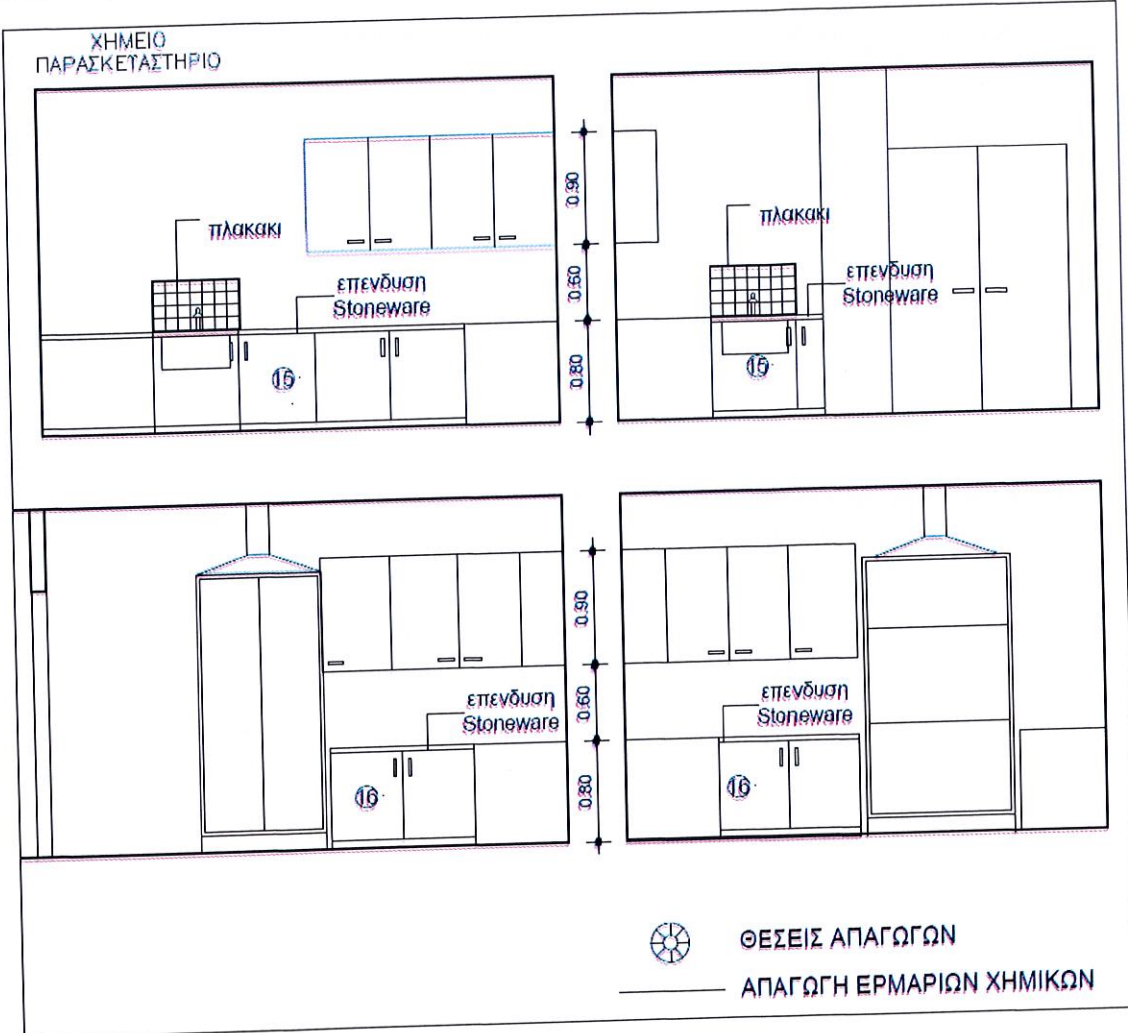 ΧΗΜΕΙΟ
ΠΑΡΑΣΚΕΥΑΣΤΗΡΙΟ
πλακακι
επενδυση
Stoneware
15
0.90
0.60
0.80
πλακακι
επενδυση
Stoneware
15
επενδυση
Stoneware
16
0.90
0.60
0.80
επενδυση
Stoneware
16
ΘΕΣΕΙΣ ΑΠΑΓΩΓΩΝ
ΑΠΑΓΩΓΗ ΕΡΜΑΡΙΩΝ ΧΗΜΙΚΩΝ